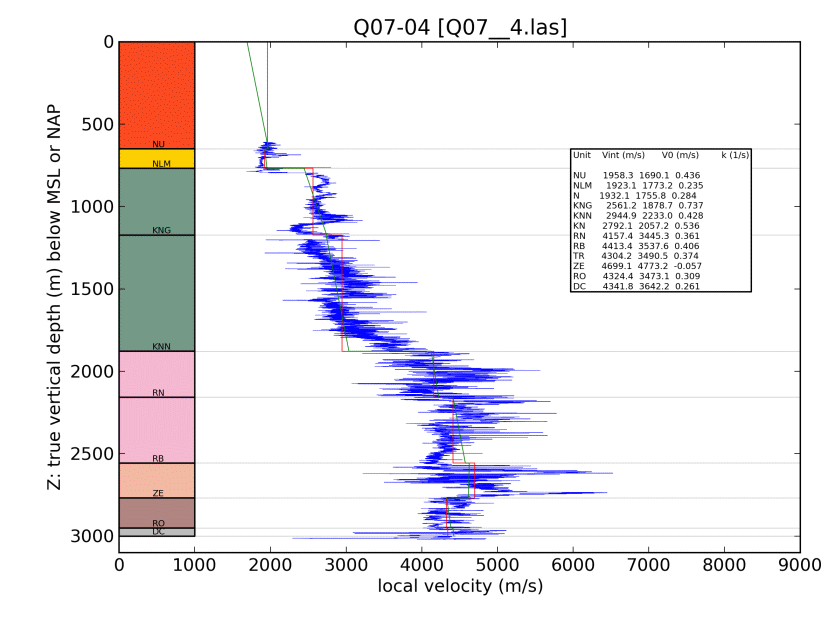 Q07-04 [Q07__4.las]
Z: true vertical depth (m) below MSL or NAP
0
500
1000
1500
2000
2500
3000
NU
NLM
KNG
KNN
RN
RB
ZE
RO
DC
Unit Vint (m/s) V0 (m/s) k (1/s)
NU 1958.3 1690.1 0.436
NLM 1923.1 1773.2 0.235
N 1932.1 1755.8 0.284
KNG 2561.2 1878.7 0.737
KNN 2944.9 2233.0 0.428
KN 2792.1 2057.2 0.536
RN 4157.4 3445.3 0.361
RB 4413.4 3537.6 0.406
TR 4304.2 3490.5 0.374
ZE 4699.1 4773.2 -0.057
RO 4324.4 3473.1 0.309
DC 4341.8 3642.2 0.261
0 1000 2000 3000 4000 5000 6000 7000 8000 9000
local velocity (m/s)